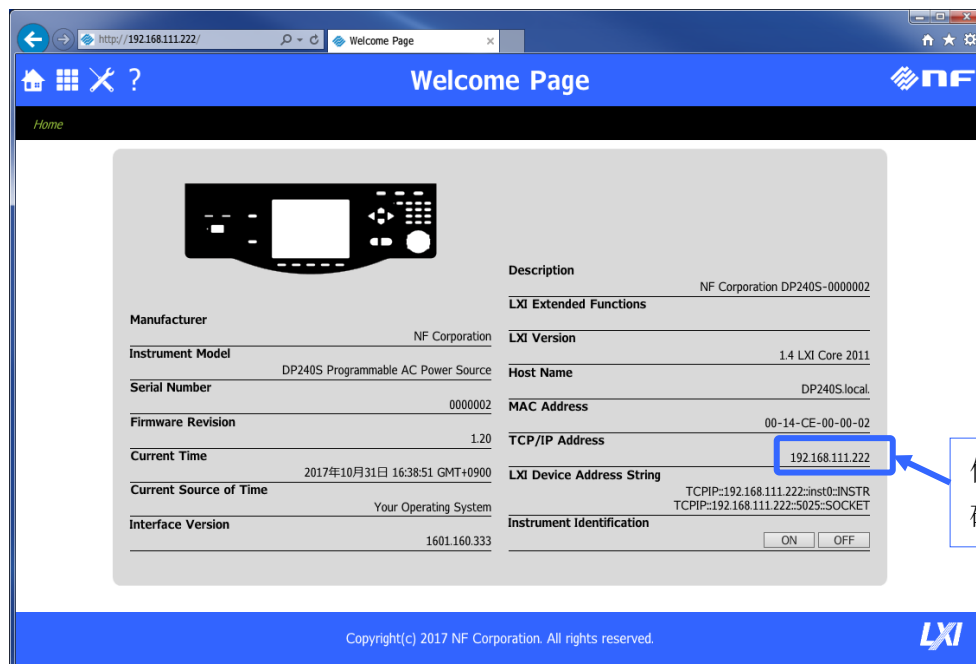 http://192.168.111.222/
Welcome Page
?
Welcome Page
NF
Home
Manufacturer
NF Corporation
Instrument Model
DP240S Programmable AC Power Source
Serial Number
0000002
Firmware Revision
1.20
Current Time
2017年10月31日 16:38:51 GMT+0900
Current Source of Time
Your Operating System
Interface Version
1601.160.333
Description
NF Corporation DP240S-0000002
LXI Extended Functions
LXI Version
1.4 LXI Core 2011
Host Name
DP240S.local.
MAC Address
00-14-CE-00-00-02
TCP/IP Address
192.168.111.222
LXI Device Address String
TCPIP::192.168.111.222::inst0::INSTR
TCPIP::192.168.111.222::5025::SOCKET
Instrument Identification
ON OFF
Copyright(c) 2017 NF Corporation. All rights reserved.
LXI